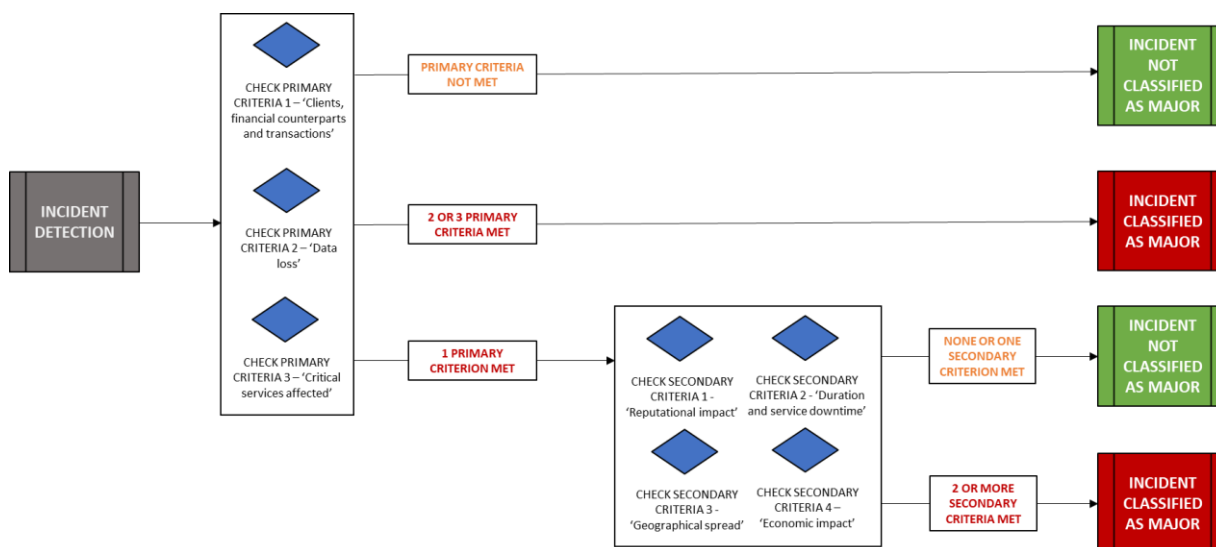 INCIDENT
DETECTION
CHECK PRIMARY
CRITERIA 1 – ‘Clients,
financial counterparts
and transactions’
CHECK PRIMARY
CRITERIA 2 – ‘Data
loss’
CHECK PRIMARY
CRITERIA 3 – ‘Critical
services affected’
PRIMARY CRITERIA
NOT MET
INCIDENT
NOT
CLASSIFIED
AS MAJOR
2 OR 3 PRIMARY
CRITERIA MET
INCIDENT
CLASSIFIED
AS MAJOR
1 PRIMARY
CRITERION MET
CHECK SECONDARY
CRITERIA 1 -
‘Reputational impact’
CHECK SECONDARY
CRITERIA 2 - ‘Duration
and service downtime’
CHECK SECONDARY
CRITERIA 3 -
‘Geographical spread’
CHECK SECONDARY
CRITERIA 4 –
‘Economic impact’
NONE OR ONE
SECONDARY
CRITERION MET
INCIDENT
NOT
CLASSIFIED
AS MAJOR
2 OR MORE
SECONDARY
CRITERIA MET
INCIDENT
CLASSIFIED
AS MAJOR